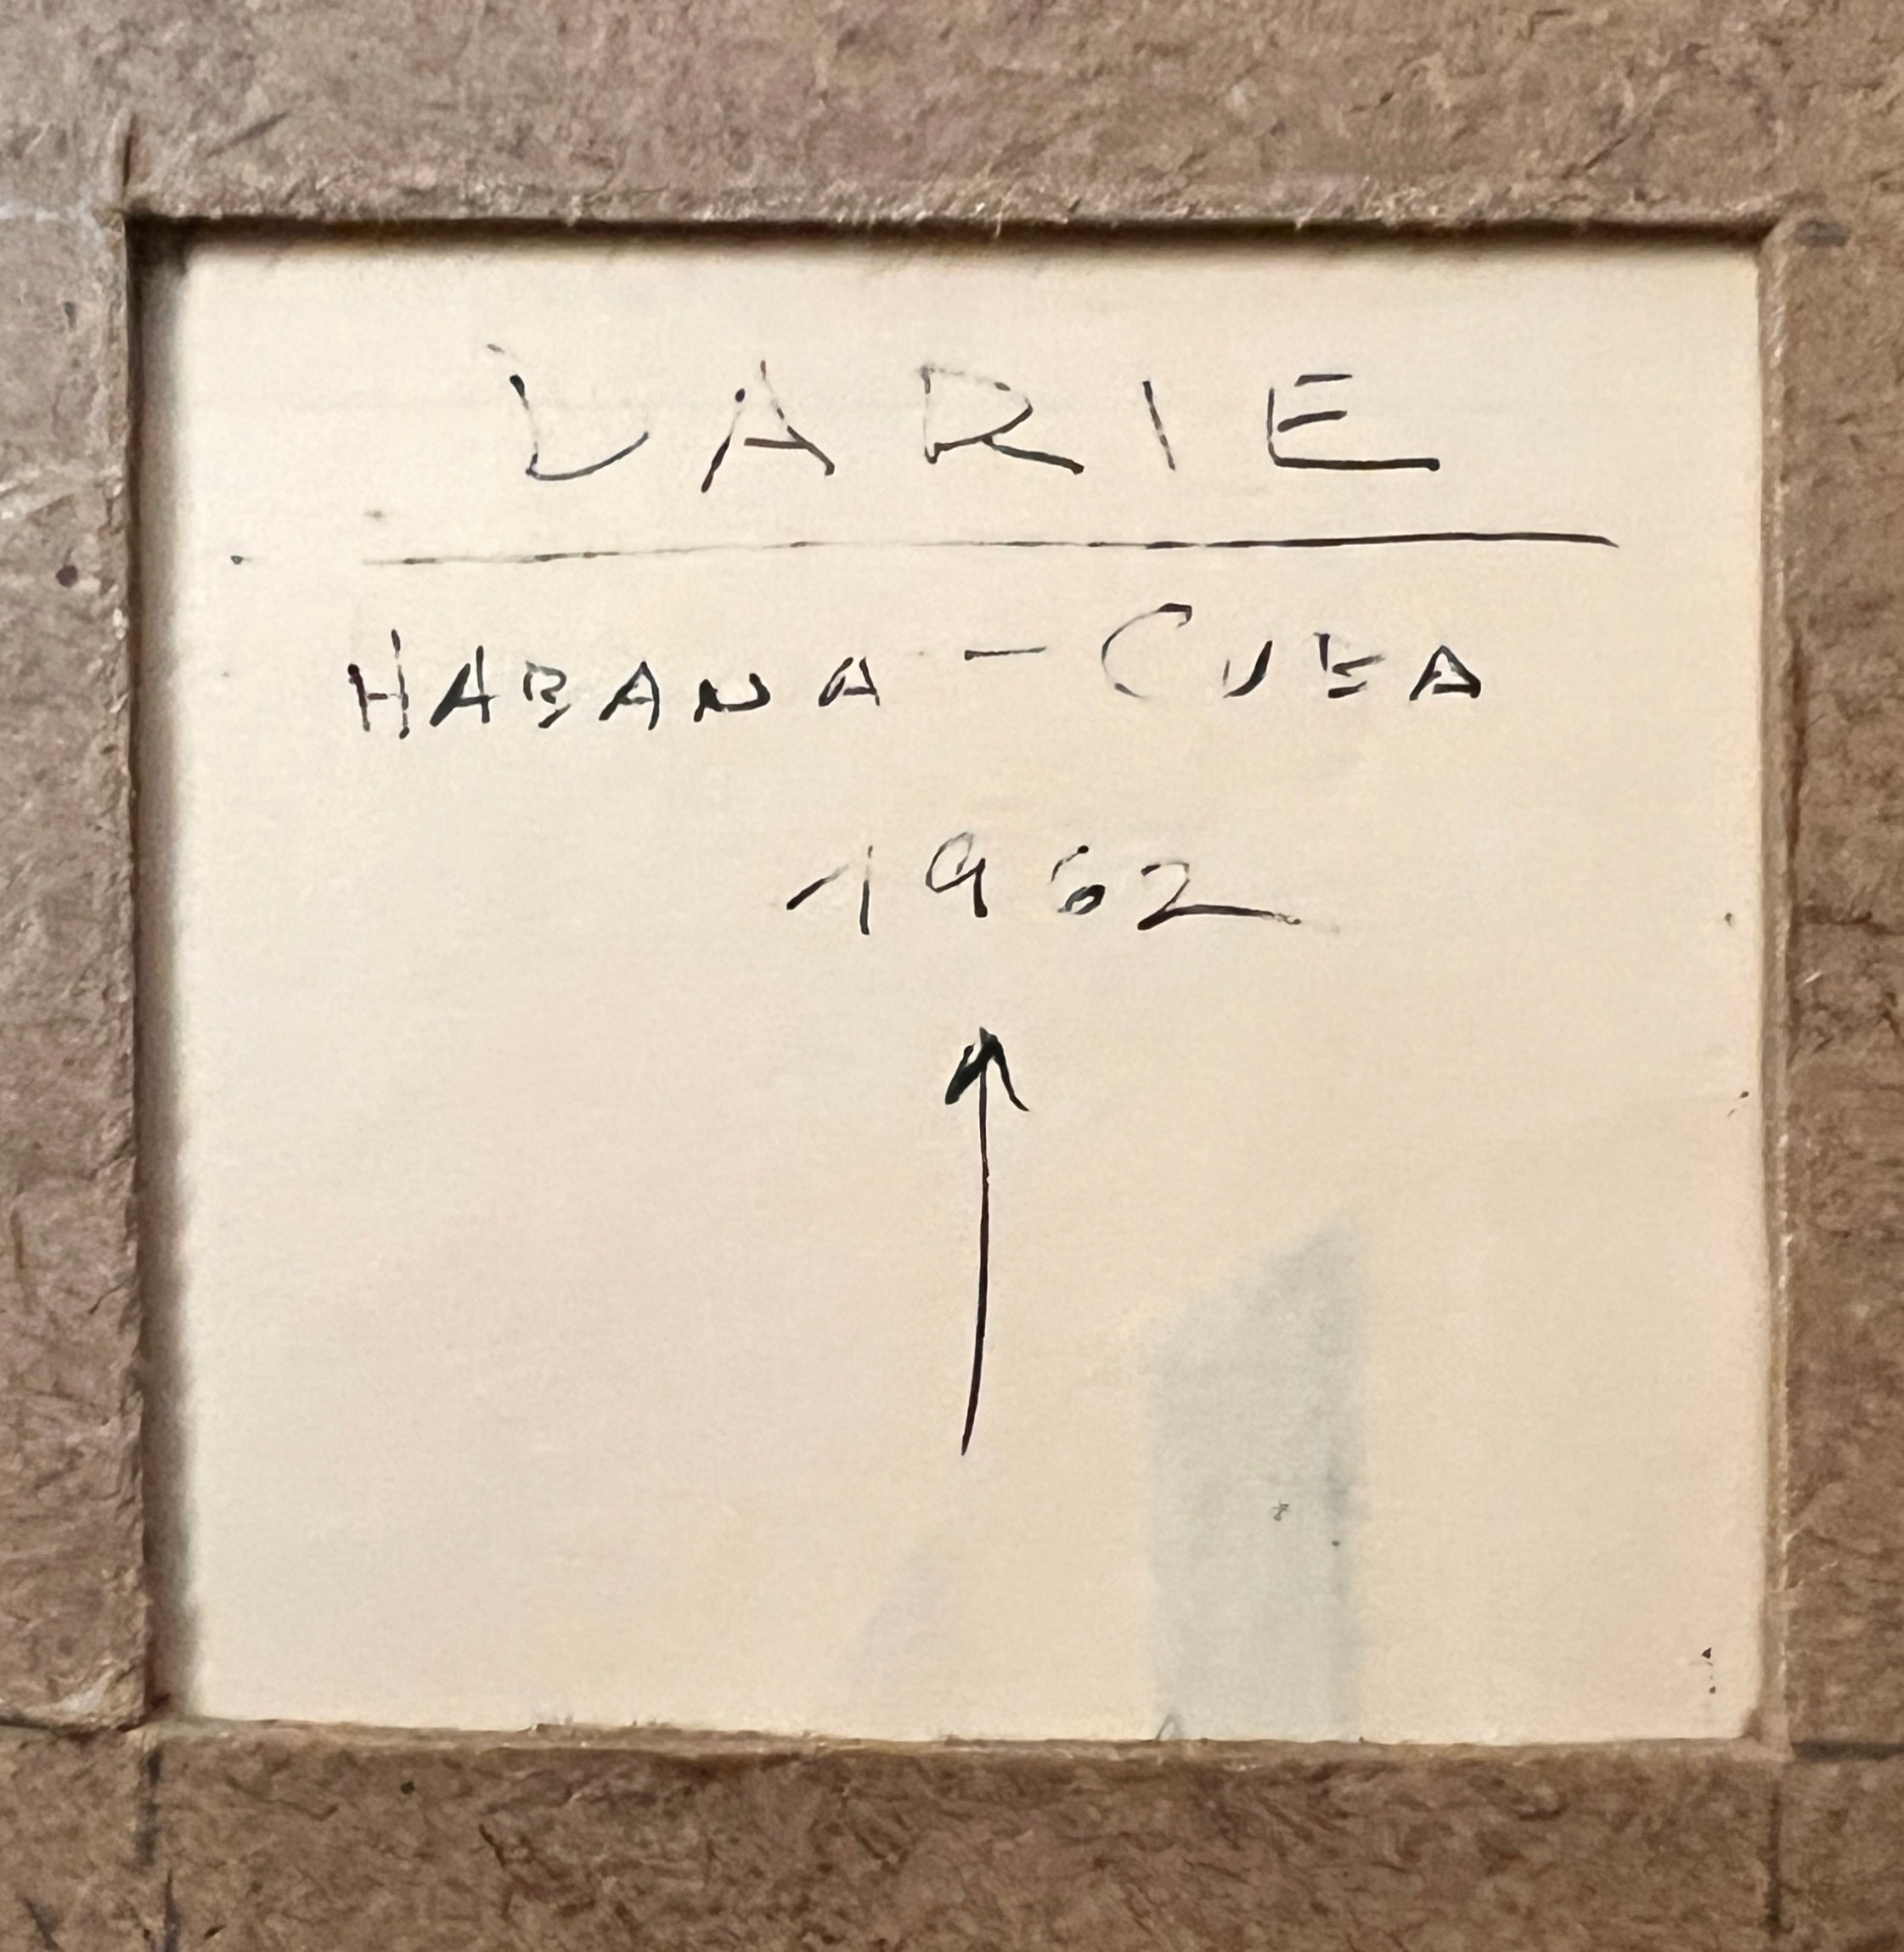 DARIE
HABANA - CUBA
1962